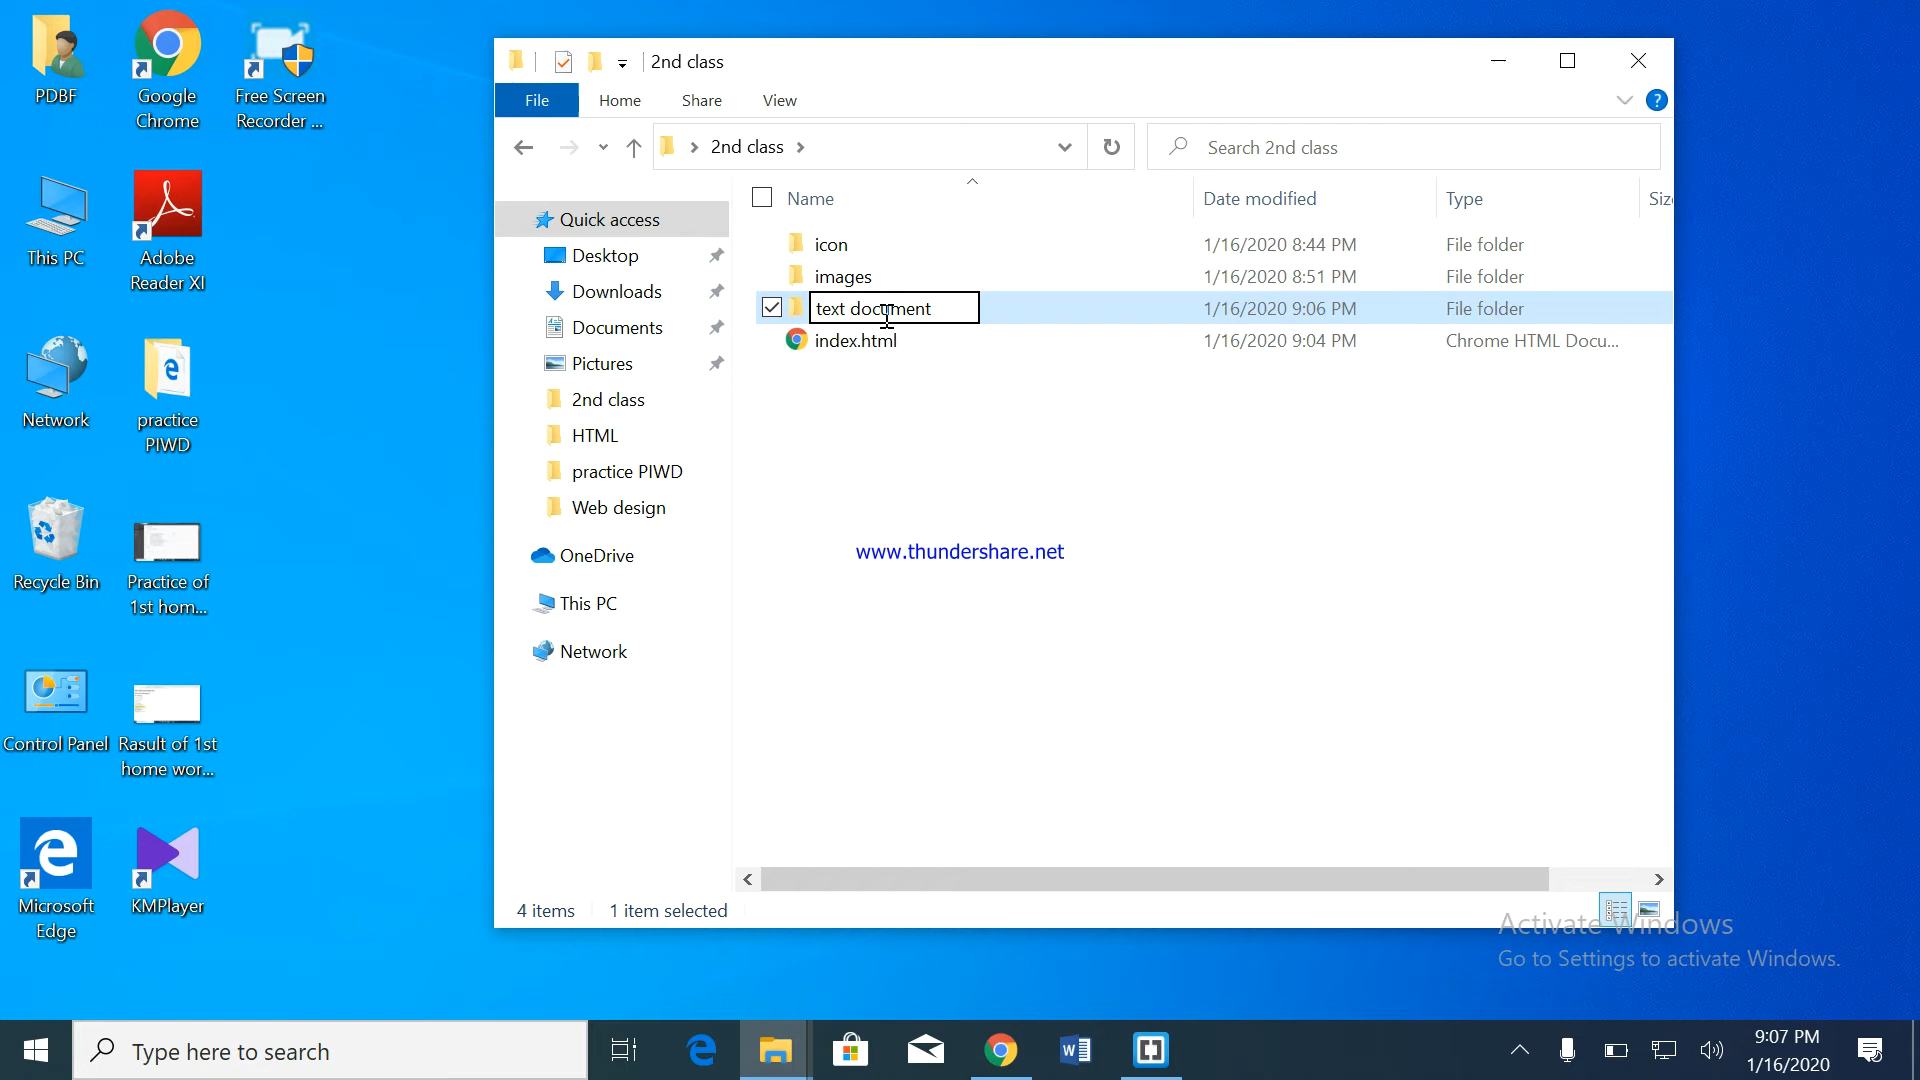 PDBF
Google
Chrome
Free Screen
Recorder ...
This PC
Adobe
Reader XI
Network
practice
PIWD
Recycle Bin
Practice of
1st hom...
Control Panel
Rasult of 1st
home wor...
Microsoft
Edge
KMPlayer
2nd class
File
Home
Share
View
?
2nd class
Search 2nd class
Name
Date modified
Type
Siz
Quick access
Desktop
Downloads
Documents
Pictures
2nd class
HTML
practice PIWD
Web design
OneDrive
This PC
Network
icon 1/16/2020 8:44 PM File folder
images 1/16/2020 8:51 PM File folder
text document 1/16/2020 9:06 PM File folder
index.html 1/16/2020 9:04 PM Chrome HTML Docu...
www.thundershare.net
4 items
1 item selected
Activate Windows
Go to Settings to activate Windows.
Type here to search
9:07 PM
1/16/2020